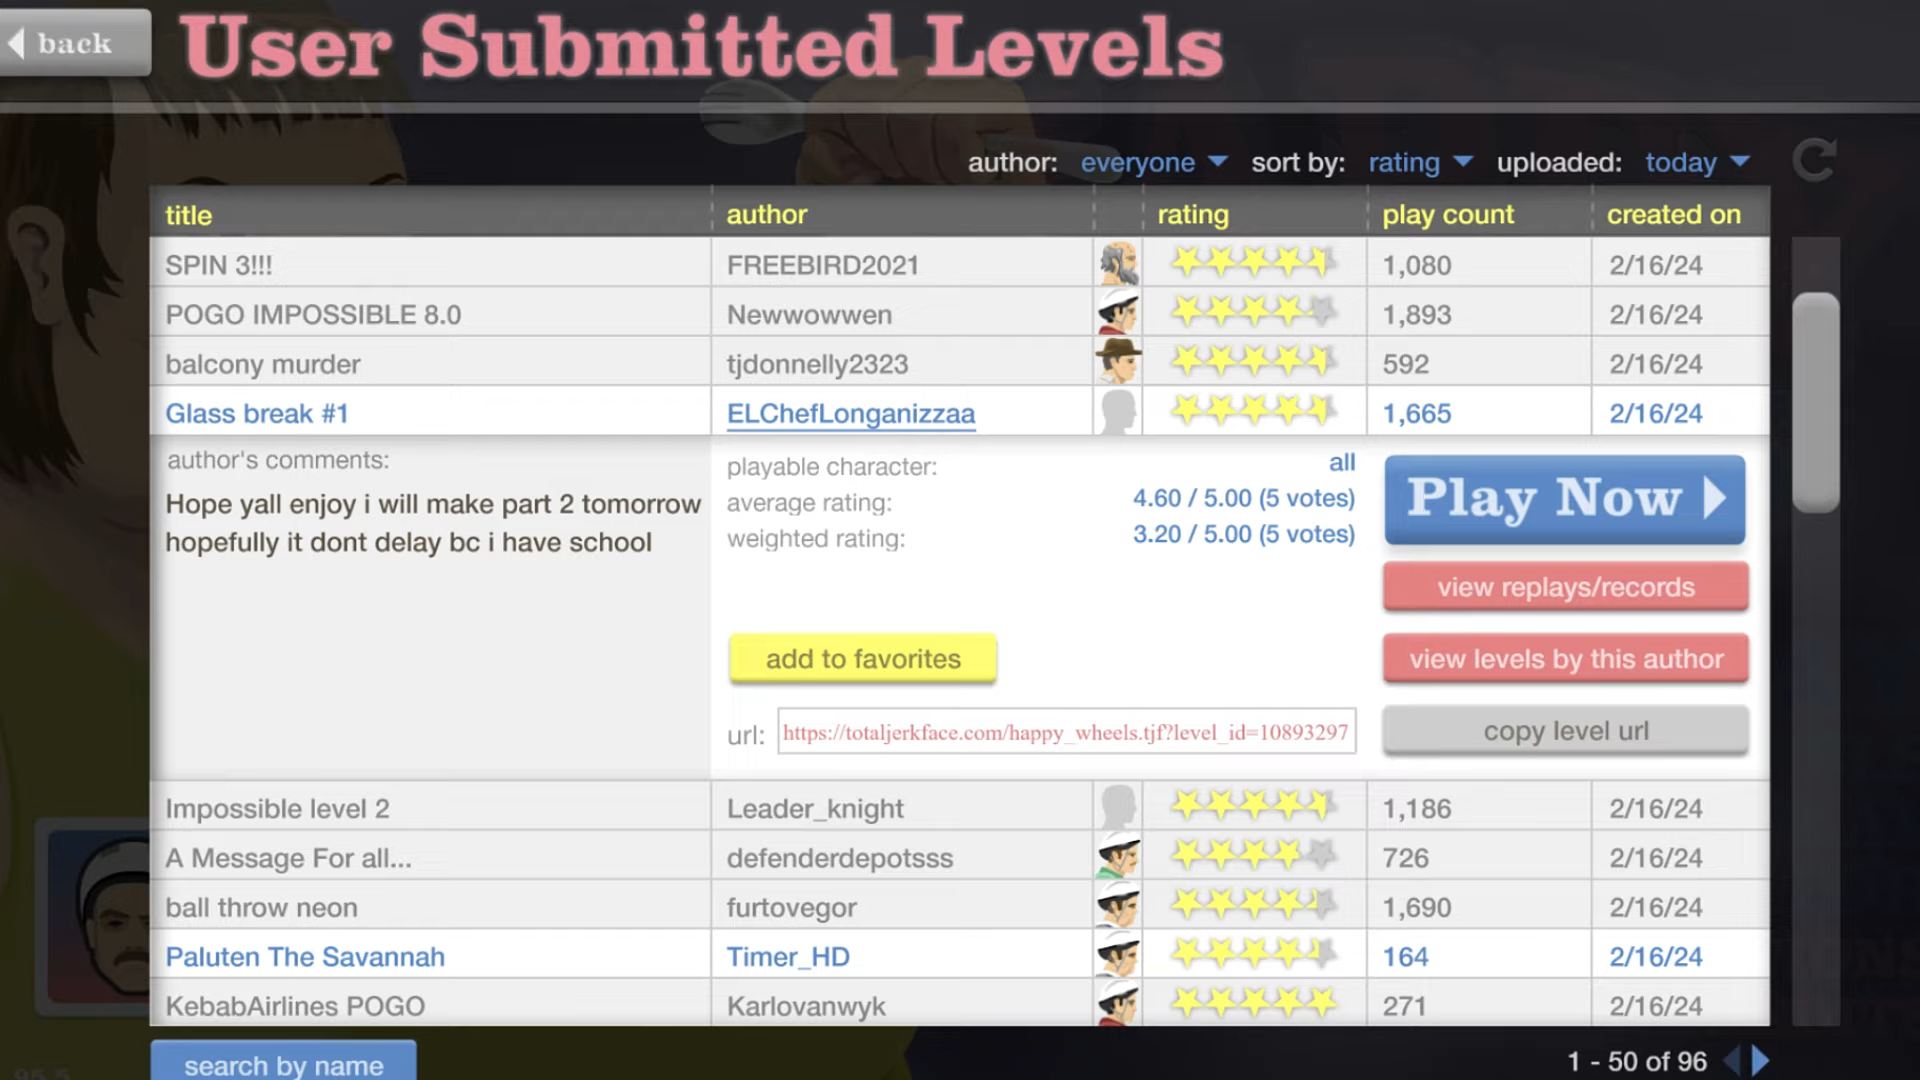 back
User Submitted Levels
author: everyone sort by: rating uploaded: today
title author rating play count created on
SPIN 3!!! FREEBIRD2021 1,080 2/16/24
POGO IMPOSSIBLE 8.0 Newwowwen 1,893 2/16/24
balcony murder tjdonnelly2323 592 2/16/24
Glass break #1 ELChefLonganizzaa 1,665 2/16/24
author's comments:
Hope yall enjoy i will make part 2 tomorrow
hopefully it dont delay bc i have school
playable character: all
average rating: 4.60 / 5.00 (5 votes)
weighted rating: 3.20 / 5.00 (5 votes)
add to favorites
url: https://totaljerkface.com/happy_wheels.tjf?level_id=10893297
Play Now
view replays/records
view levels by this author
copy level url
Impossible level 2 Leader_knight 1,186 2/16/24
A Message For all... defenderdepotsss 726 2/16/24
ball throw neon furtovegor 1,690 2/16/24
Paluten The Savannah Timer_HD 164 2/16/24
KebabAirlines POGO Karlovanwyk 271 2/16/24
search by name
1 - 50 of 96